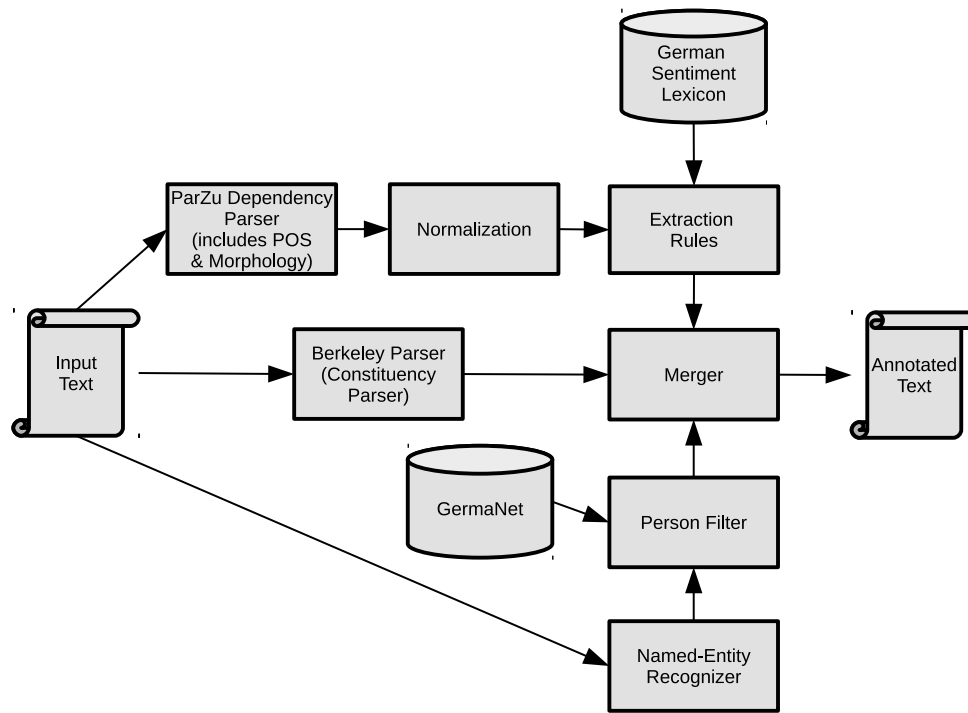 German
Sentiment
Lexicon
ParZu Dependency
Parser
(includes POS
& Morphology)
Normalization
Extraction
Rules
Input
Text
Berkeley Parser
(Constituency
Parser)
Merger
Annotated
Text
GermaNet
Person Filter
Named-Entity
Recognizer